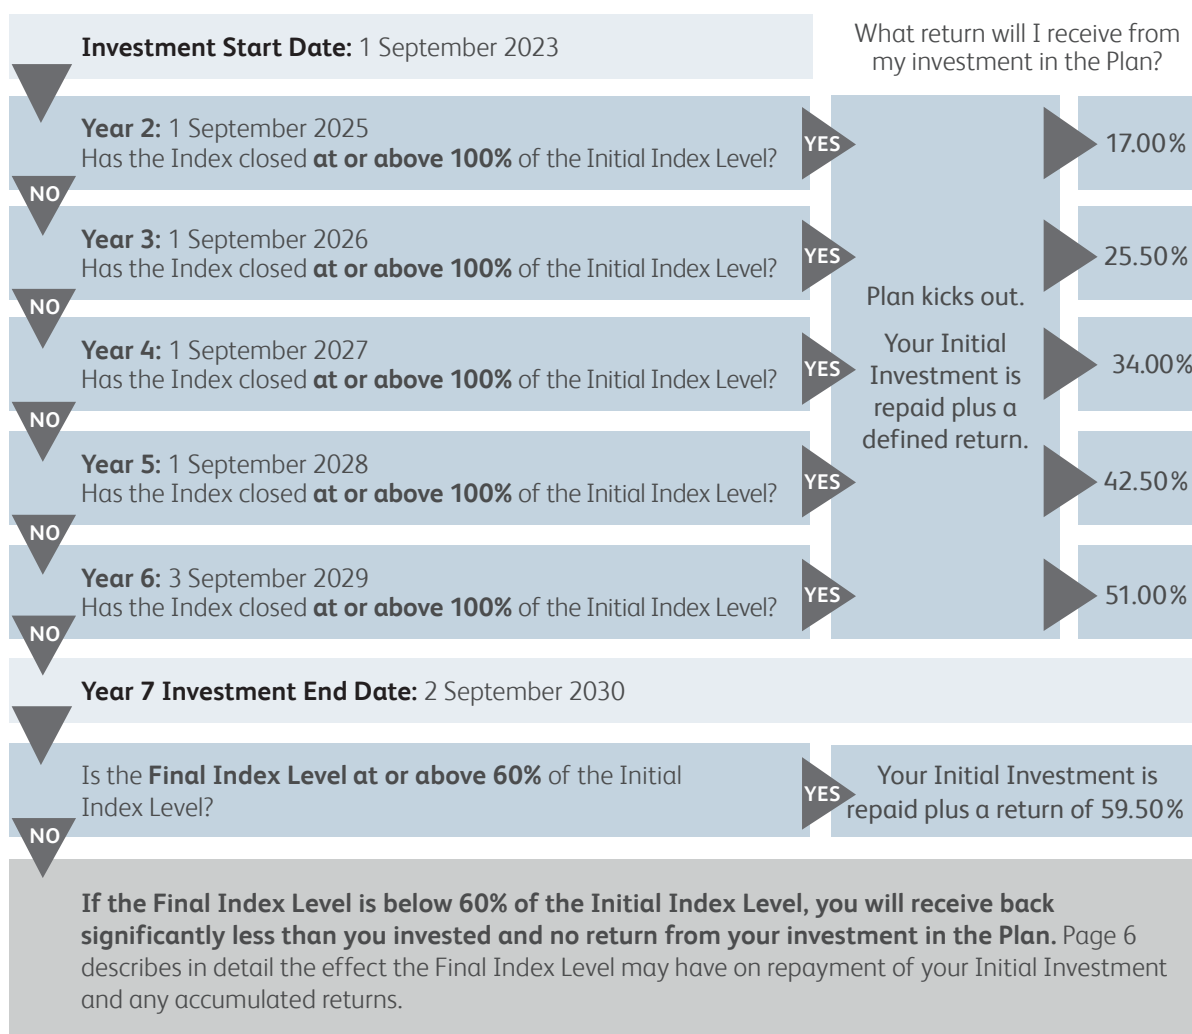 Investment Start Date: 1 September 2023
What return will I receive from
my investment in the Plan?
Year 2: 1 September 2025
Has the Index closed at or above 100% of the Initial Index Level?
YES
17.00%
NO
Year 3: 1 September 2026
Has the Index closed at or above 100% of the Initial Index Level?
YES
25.50%
NO
Plan kicks out.
Your Initial
Investment is
repaid plus a
defined return.
Year 4: 1 September 2027
Has the Index closed at or above 100% of the Initial Index Level?
YES
34.00%
NO
Year 5: 1 September 2028
Has the Index closed at or above 100% of the Initial Index Level?
YES
42.50%
NO
Year 6: 3 September 2029
Has the Index closed at or above 100% of the Initial Index Level?
YES
51.00%
NO
Year 7 Investment End Date: 2 September 2030
Is the Final Index Level at or above 60% of the Initial
Index Level?
YES
Your Initial Investment is
repaid plus a return of 59.50%
NO
If the Final Index Level is below 60% of the Initial Index Level, you will receive back
significantly less than you invested and no return from your investment in the Plan. Page 6
describes in detail the effect the Final Index Level may have on repayment of your Initial Investment
and any accumulated returns.